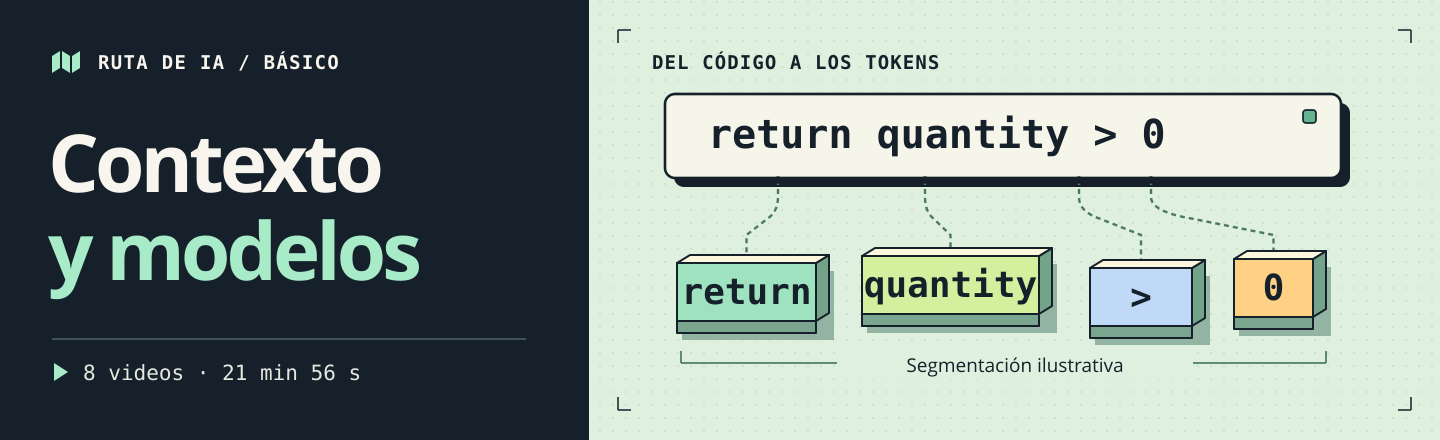 RUTA DE IA / BÁSICO
Contexto
y modelos
8 videos · 21 min 56 s
DEL CÓDIGO A LOS TOKENS
return quantity > 0
return
quantity
>
0
Segmentación ilustrativa